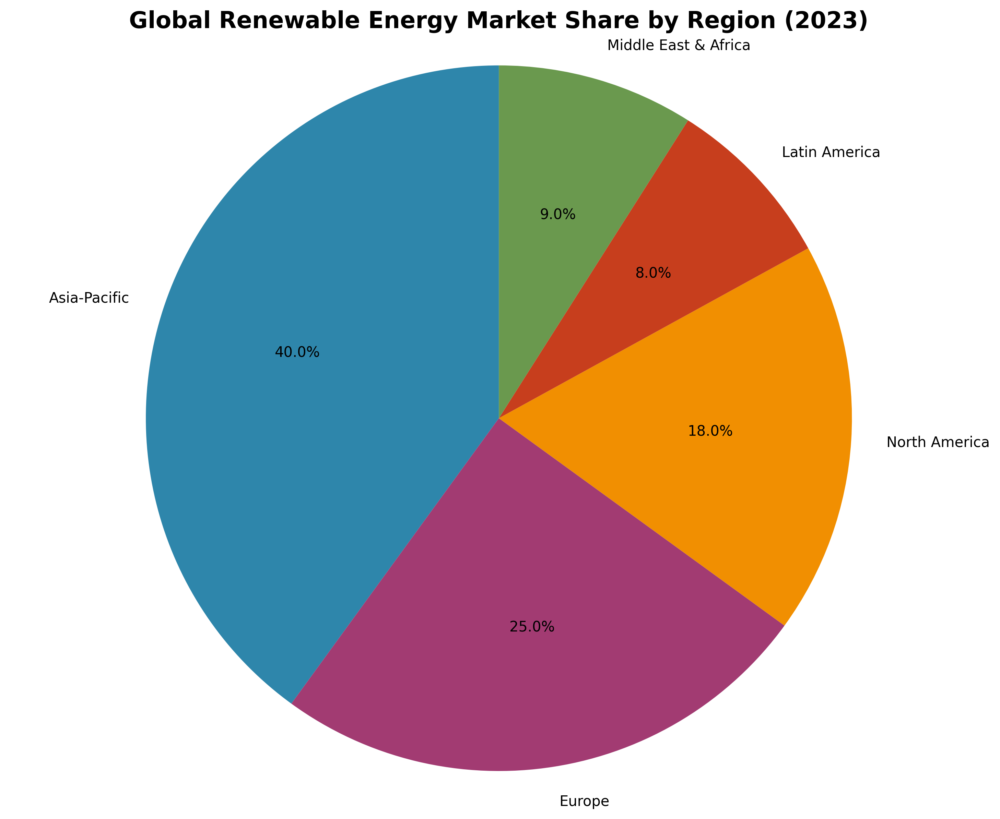 Global Renewable Energy Market Share by Region (2023)
Middle East & Africa
Latin America
9.0%
8.0%
Asia-Pacific
40.0%
18.0%
North America
25.0%
Europe